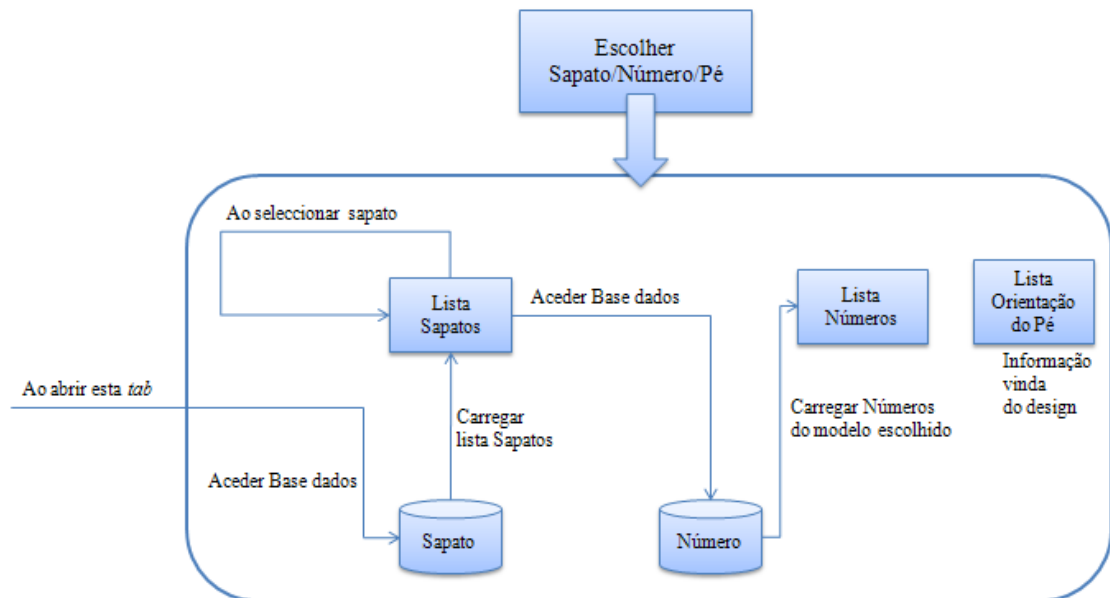 Escolher
Sapato/Número/Pé
Ao seleccionar sapato
Lista
Sapatos
Aceder Base dados
Lista
Números
Lista
Orientação
do Pé
Informação
vinda
do design
Ao abrir esta tab
Carregar
lista Sapatos
Carregar Números
do modelo escolhido
Aceder Base dados
Sapato
Número